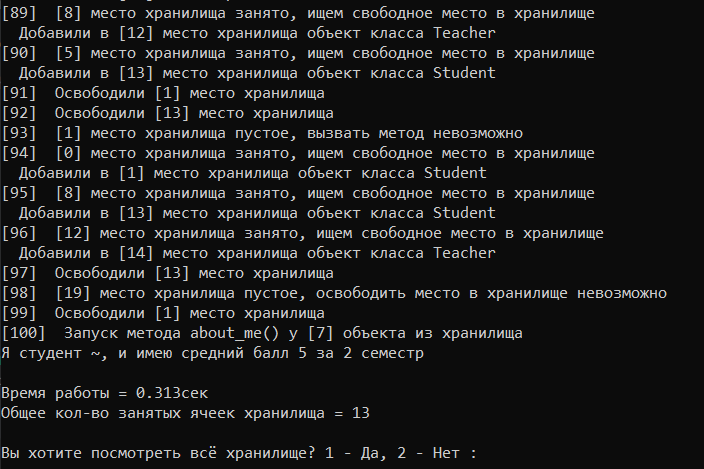 [89]  [8] место хранилища занято, ищем свободное место в хранилище
Добавили в [12] место хранилища объект класса Teacher
[90]  [5] место хранилища занято, ищем свободное место в хранилище
Добавили в [13] место хранилища объект класса Student
[91]  Освободили [1] место хранилища
[92]  Освободили [13] место хранилища
[93]  [1] место хранилища пустое, вызвать метод невозможно
[94]  [0] место хранилища занято, ищем свободное место в хранилище
Добавили в [1] место хранилища объект класса Student
[95]  [8] место хранилища занято, ищем свободное место в хранилище
Добавили в [13] место хранилища объект класса Student
[96]  [12] место хранилища занято, ищем свободное место в хранилище
Добавили в [14] место хранилища объект класса Teacher
[97]  Освободили [13] место хранилища
[98]  [19] место хранилища пустое, освободить место в хранилище невозможно
[99]  Освободили [1] место хранилища
[100]  Запуск метода about_me() у [7] объекта из хранилища
Я студент ~, и имею средний балл 5 за 2 семестр
Время работы = 0.313сек
Общее кол-во занятых ячеек хранилища = 13
Вы хотите посмотреть всё хранилище? 1 - Да, 2 - Нет :